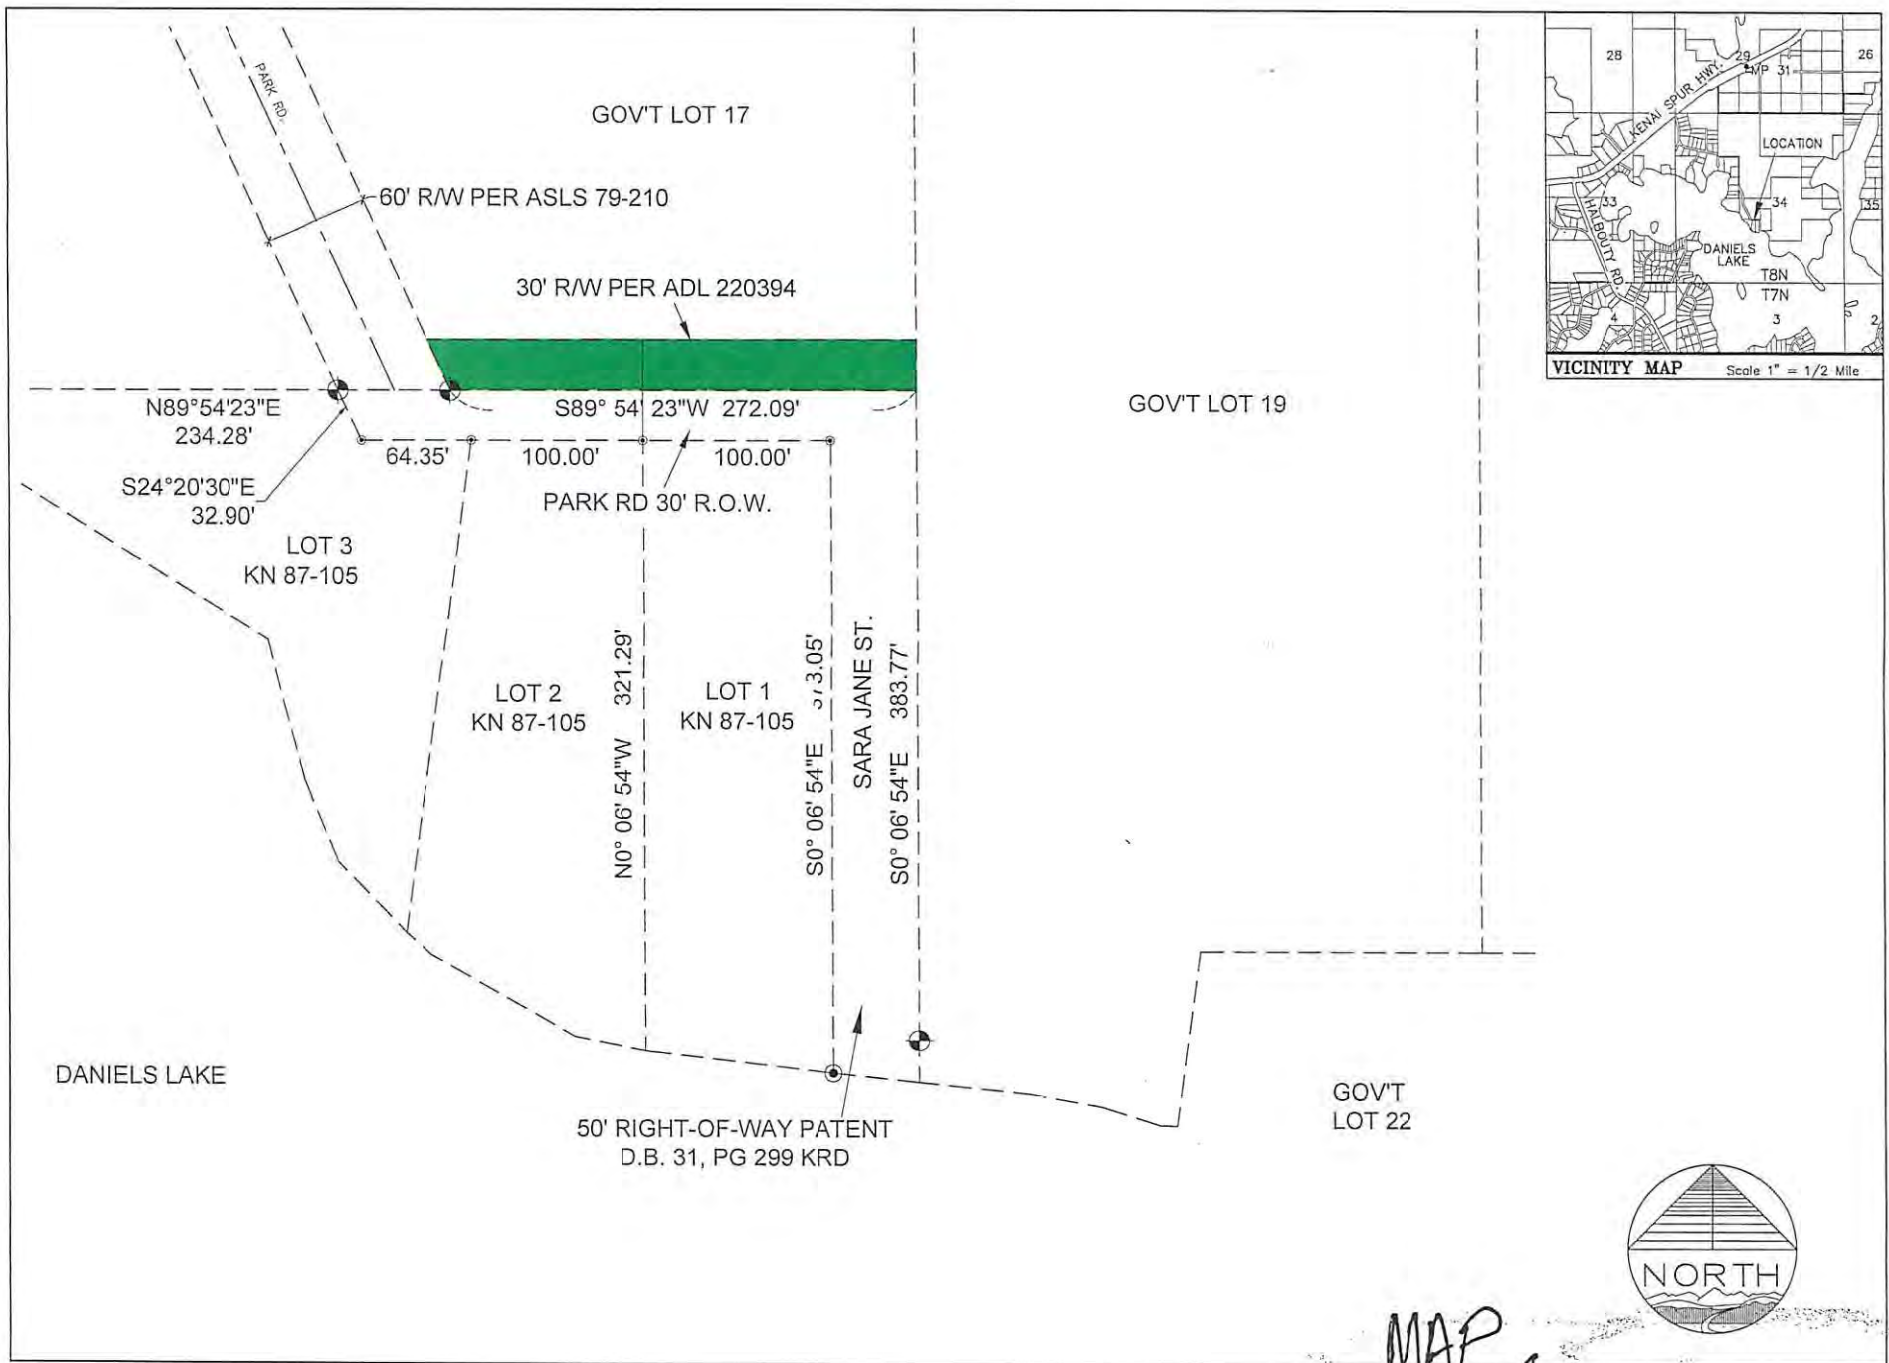 PARK RD.
GOV'T LOT 17
60' R/W PER ASLS 79-210
30' R/W PER ADL 220394
N89°54'23"E
234.28'
S89° 54' 23"W 272.09'
GOV'T LOT 19
64.35'
100.00'
100.00'
S24°20'30"E
32.90'
PARK RD 30' R.O.W.
LOT 3
KN 87-105
LOT 2
KN 87-105
N0° 06' 54"W 321.29'
LOT 1
KN 87-105
S0° 06' 54"E 3.05'
SARA JANE ST.
S0° 06' 54"E 383.77'
DANIELS LAKE
50' RIGHT-OF-WAY PATENT
D.B. 31, PG 299 KRD
GOV'T
LOT 22
28
29
26
MP 31
KENAI SPUR HWY.
LOCATION
33
34
35
HALBOUTY RD.
DANIELS
LAKE
T8N
T7N
4
3
2
VICINITY MAP Scale 1" = 1/2 Mile
NORTH
MAP